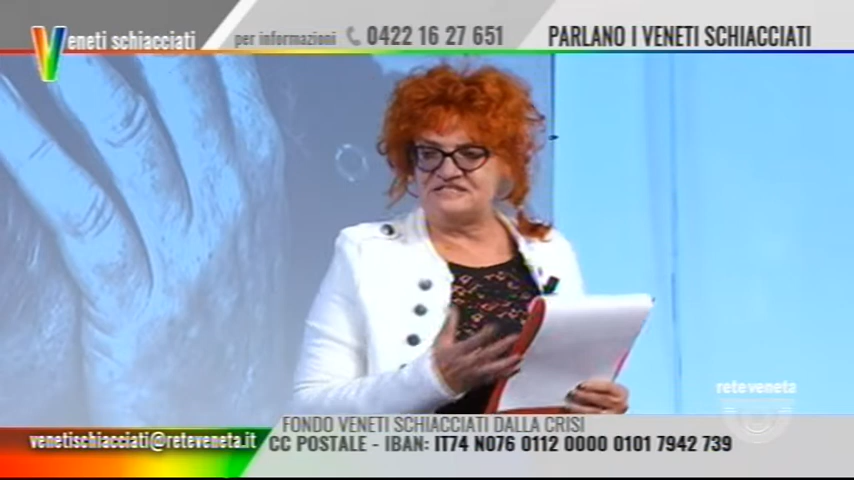 Veneti schiacciati
per informazioni 0422 16 27 651
PARLANO I VENETI SCHIACCIATI
rete veneta
FONDO VENETI SCHIACCIATI DALLA CRISI
venetischiacciati@reteveneta.it
CC POSTALE - IBAN: IT74 N076 0112 0000 0101 7942 739